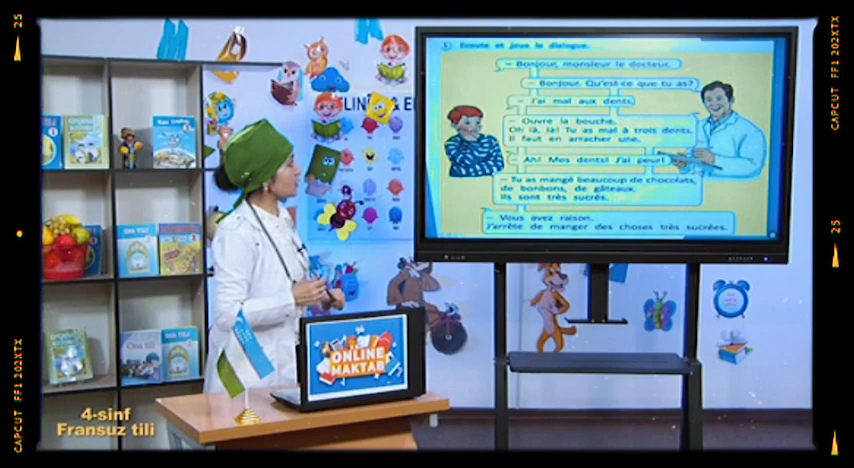 1. Ecoute et joue le dialogue.
– Bonjour, monsieur le docteur.
– Bonjour. Qu'est-ce que tu as?
– J'ai mal aux dents.
– Ouvre la bouche.
Oh là, là! Tu as mal à trois dents.
Il faut en arracher une.
– Ah! Mes dents! J'ai peur!
– Tu as mangé beaucoup de chocolats,
de bonbons, de gâteaux.
Ils sont très sucrés.
– Vous avez raison.
J'arrête de manger des choses très sucrées.
ONLINE
MAKTAB
Ona tili
4-sinf
Fransuz tili
25
CAPCUT FF1 202XTX
CAPCUT FF1 202XTX
25